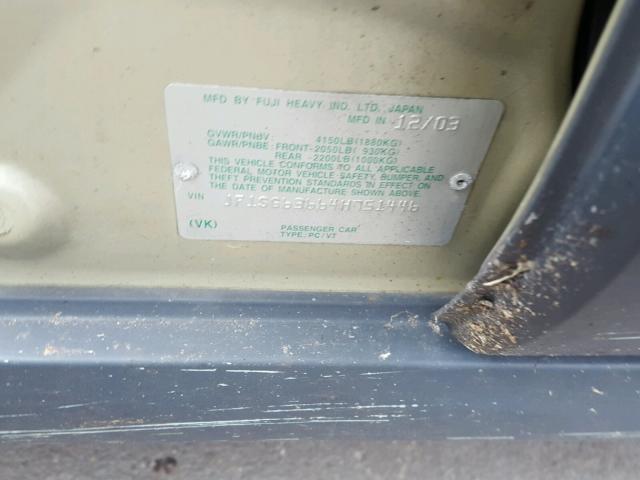 MFD BY FUJI HEAVY IND. LTD. JAPAN
MFD IN 12/03
GVWR/PNBV 4150LB(1880KG)
GAWR/PNBE: FRONT-2050LB( 930KG)
REAR -2200LB(1000KG)
THIS VEHICLE CONFORMS TO ALL APPLICABLE
FEDERAL MOTOR VEHICLE SAFETY, BUMPER, AND
THEFT PREVENTION STANDARDS IN EFFECT ON
THE DATE OF MANUFACTURE SHOWN ABOVE.
VIN JF1SG63664H751446
(VK) PASSENGER CAR
TYPE: PC/VT